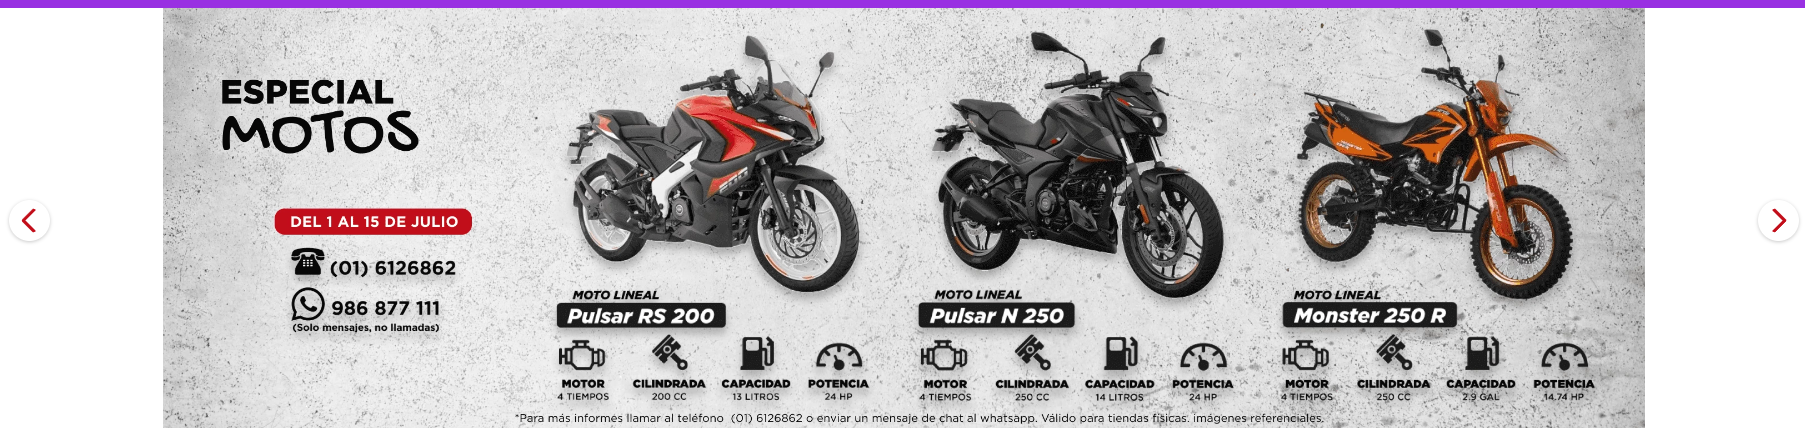 ESPECIAL
MOTOS
DEL 1 AL 15 DE JULIO
(01) 6126862
986 877 111
(Solo mensajes, no llamadas)
MOTO LINEAL
Pulsar RS 200
MOTOR
4 TIEMPOS
CILINDRADA
200 CC
CAPACIDAD
13 LITROS
POTENCIA
24 HP
MOTO LINEAL
Pulsar N 250
MOTOR
4 TIEMPOS
CILINDRADA
250 CC
CAPACIDAD
14 LITROS
POTENCIA
24 HP
MOTO LINEAL
Monster 250 R
MOTOR
4 TIEMPOS
CILINDRADA
250 CC
CAPACIDAD
2.9 GAL
POTENCIA
14.74 HP
*Para más informes llamar al teléfono (01) 6126862 o enviar un mensaje de chat al whatsapp. Válido para tiendas físicas. imágenes referenciales.